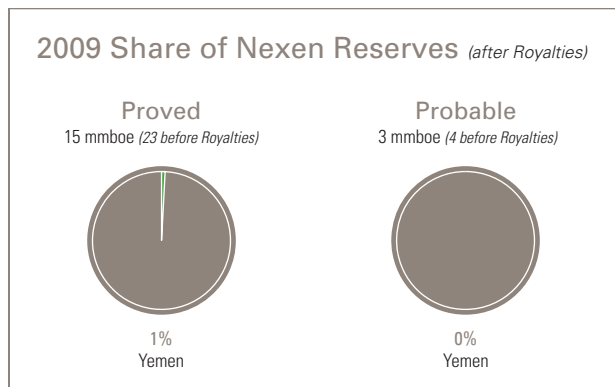 2009 Share of Nexen Reserves (after Royalties)
Proved
15 mmboe (23 before Royalties)
1%
Yemen
Probable
3 mmboe (4 before Royalties)
0%
Yemen